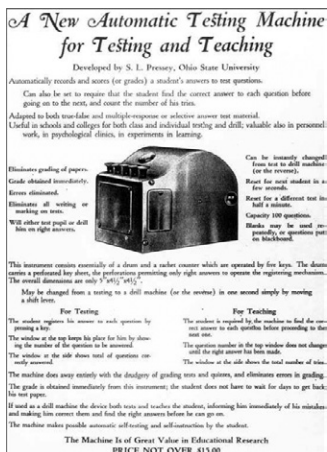 A New Automatic Testing Machine
for Testing and Teaching
Developed by S. L. Pressey, Ohio State University
Automatically records and scores (or grades) a student's answers to test questions.
Can also be set to require that the student find the correct answer to each question before
going on to the next, and count the number of his tries.
Adapted to both true-false and multiple-response or selective answer test material.
Useful in schools and colleges for both class and individual testing and drill; valuable also in personnel
work, in psychological clinics, in experiments in learning.
Eliminates grading of papers.
Grade obtained immediately.
Errors eliminated.
Eliminates all writing or
marking on tests.
Will either test pupil or drill
him on right answers.
Can be instantly changed
from test to drill machine
(or the reverse).
Reset for next student in a
few seconds.
Reset for a different test in
half a minute.
Capacity 100 questions.
Blanks may be used re-
peatedly, or questions put
on blackboard.
This instrument consists essentially of a drum and a rachet counter which are operated by five keys. The drum
carries a perforated key sheet, the perforations permitting only right answers to operate the registering mechanism.
The overall dimensions are only
May be changed from a testing to a drill machine (or the reverse) in one second simply by moving
a shift lever.
For Testing
The student registers his answer to each question by
pressing a key.
The window at the top keeps his place for him by show-
ing the number of the question to be answered.
The window at the side shows total of questions cor-
rectly answered.
For Teaching
The student is required, by the machine to find the cor-
rect answer to each question before proceeding to the
next one.
The question number in the top window does not change
until the right answer has been made.
The window at the side shows the total number of tries.
The machine does away entirely with the drudgery of grading tests and quizzes, and eliminates errors in grading.
The grade is obtained immediately from this instrument; the student does not have to wait for days to get back
his test paper.
If used as a drill machine the device both tests and teaches the student, informing him immediately of his mistakes
and making him correct them and find the right answers before he can go on.
The machine makes possible automatic self-testing and self-instruction by the student.
The Machine Is of Great Value in Educational Research
PRICE NOT OVER $15.00